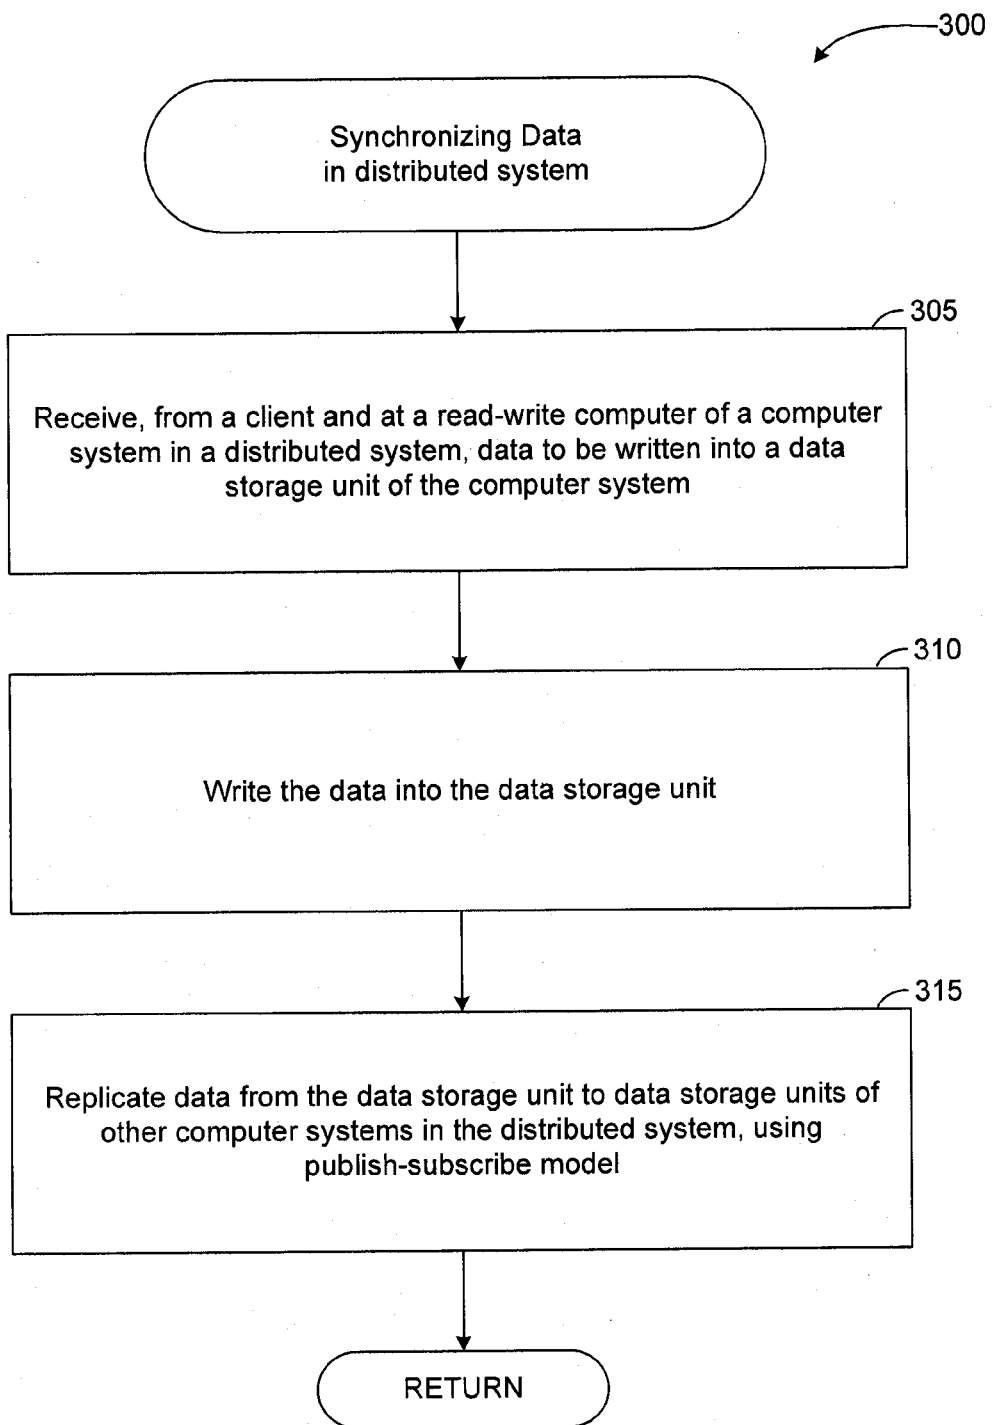 300
Synchronizing Data
in distributed system
305
Receive, from a client and at a read-write computer of a computer
system in a distributed system, data to be written into a data
storage unit of the computer system
310
Write the data into the data storage unit
315
Replicate data from the data storage unit to data storage units of
other computer systems in the distributed system, using
publish-subscribe model
RETURN